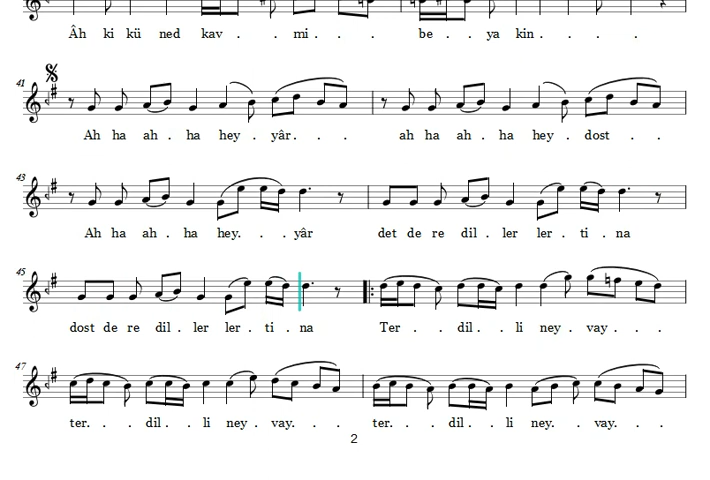 Âh ki kü ned kav . . mi . . be . . ya kin . . . .
41
Ah ha ah . ha hey . yâr . . . ah ha ah . ha hey . dost . .
43
Ah ha ah . ha hey. . . yâr det de re dil . ler ler . ti . na
45
dost de re dil . ler ler . ti . na Ter . . dil . . li ney . vay . . .
47
ter. . . dil . . li ney . vay. . . ter. . . dil . . li ney. . vay. . .
2